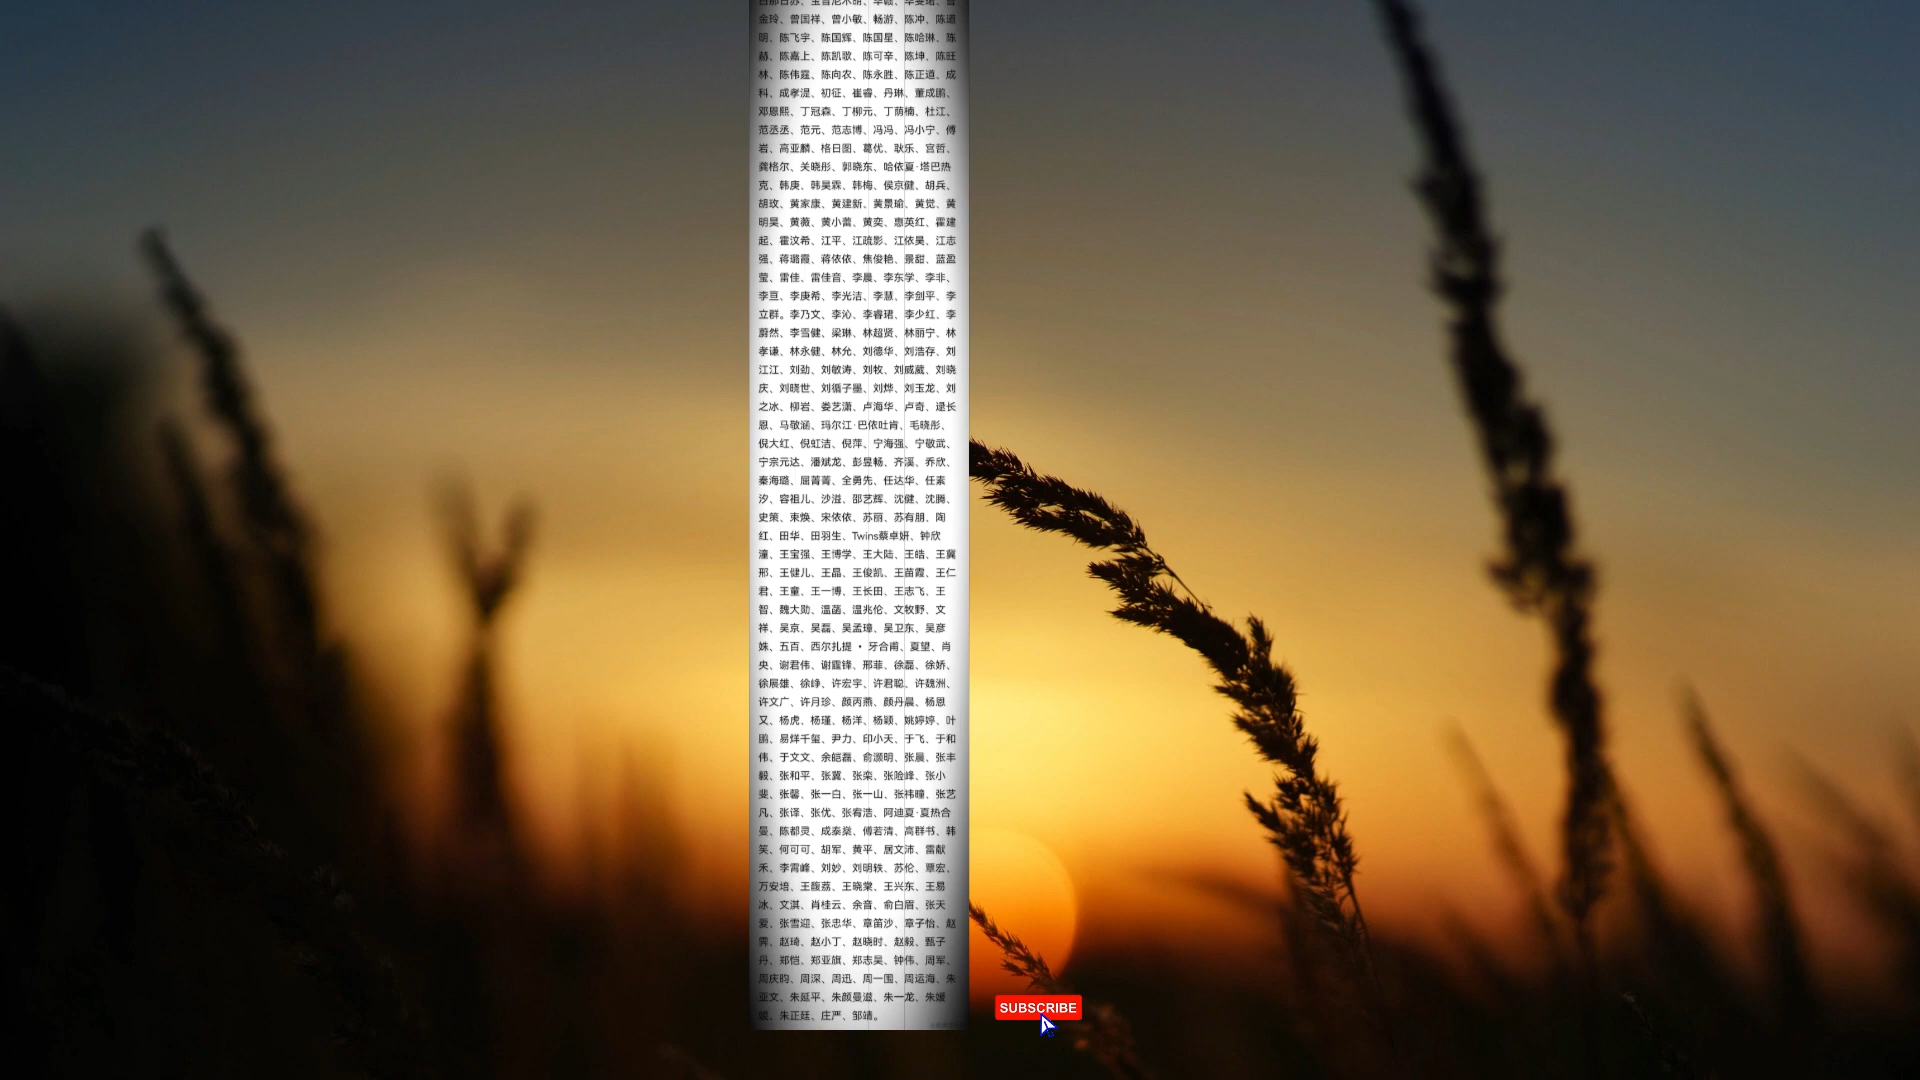 金玲、曾国祥、曾小敏、畅游、陈冲、陈道
明、陈飞宇、陈国辉、陈国星、陈哈琳、陈
赫、陈嘉上、陈凯歌、陈可辛、陈坤、陈旺
林、陈伟霆、陈向农、陈永胜、陈正道、成
科、成孝湜、初征、崔睿、丹琳、董成鹏、
邓恩熙、丁冠森、丁柳元、丁荫楠、杜江、
范丞丞、范元、范志博、冯冯、冯小宁、傅
岩、高亚麟、格日图、葛优、耿乐、宫哲、
龚格尔、关晓彤、郭晓东、哈依夏·塔巴热
克、韩庚、韩昊霖、韩梅、侯京健、胡兵、
胡玫、黄家康、黄建新、黄景瑜、黄觉、黄
明昊、黄薇、黄小蕾、黄奕、惠英红、霍建
起、霍汶希、江平、江疏影、江依昊、江志
强、蒋璐霞、蒋依依、焦俊艳、景甜、蓝盈
莹、雷佳、雷佳音、李晨、李东学、李非、
李亘、李庚希、李光洁、李慧、李剑平、李
立群。李乃文、李沁、李睿珺、李少红、李
蔚然、李雪健、梁琳、林超贤、林丽宁、林
孝谦、林永健、林允、刘德华、刘浩存、刘
江江、刘劲、刘敏涛、刘牧、刘威葳、刘晓
庆、刘晓世、刘循子墨、刘烨、刘玉龙、刘
之冰、柳岩、娄艺潇、卢海华、卢奇、逯长
恩、马敬涵、玛尔江·巴依吐肯、毛晓彤、
倪大红、倪虹洁、倪萍、宁海强、宁敬武、
宁宗元达、潘斌龙、彭昱畅、齐溪、乔欣、
秦海璐、屈菁菁、全勇先、任达华、任素
汐、容祖儿、沙溢、邵艺辉、沈健、沈腾、
史策、束焕、宋依依、苏丽、苏有朋、陶
红、田华、田羽生、Twins蔡卓妍、钟欣
潼、王宝强、王博学、王大陆、王皓、王冀
邢、王健儿、王晶、王俊凯、王苗霞、王仁
君、王童、王一博、王长田、王志飞、王
智、魏大勋、温菡、温兆伦、文牧野、文
祥、吴京、吴磊、吴孟璋、吴卫东、吴彦
姝、五百、西尔扎提·牙合甫、夏望、肖
央、谢君伟、谢霆锋、邢菲、徐磊、徐娇、
徐展雄、徐峥、许宏宇、许君聪、许魏洲、
许文广、许月珍、颜丙燕、颜丹晨、杨恩
又、杨虎、杨瑾、杨洋、杨颖、姚婷婷、叶
鹏、易烊千玺、尹力、印小天、于飞、于和
伟、于文文、余皑磊、俞灏明、张晨、张丰
毅、张和平、张冀、张栾、张险峰、张小
斐、张馨、张一白、张一山、张祎曈、张艺
凡、张译、张优、张宥浩、阿迪夏·夏热合
曼、陈都灵、成泰燊、傅若清、高群书、韩
笑、何可可、胡军、黄平、居文沛、雷献
禾、李霄峰、刘妙、刘明轶、苏伦、覃宏、
万安培、王馥荔、王晓棠、王兴东、王易
冰、文淇、肖桂云、余音、俞白眉、张天
爱、张雪迎、张忠华、章笛沙、章子怡、赵
霁、赵琦、赵小丁、赵晓时、赵毅、甄子
丹、郑恺、郑亚旗、郑志昊、钟伟、周军、
周庆昀、周深、周迅、周一围、周运海、朱
亚文、朱延平、朱颜曼滋、朱一龙、朱媛
媛、朱正廷、庄严、邹靖。
SUBSCRIBE